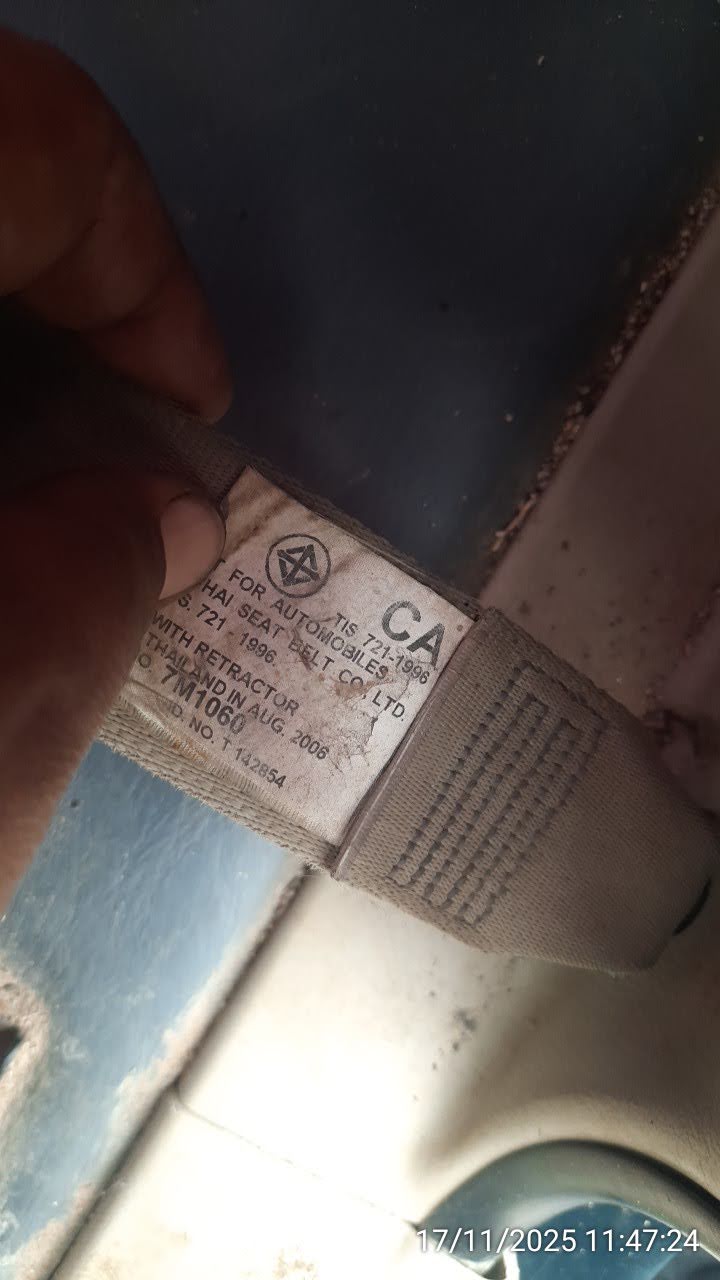 CA
TIS 721-1996
T FOR AUTOMOBILES
HAI SEAT BELT CO., LTD.
S. 721 - 1996.
WITH RETRACTOR
THAILAND IN AUG. 2006
O. 7M1060
ID. NO. T 142854
17/11/2025 11:47:24